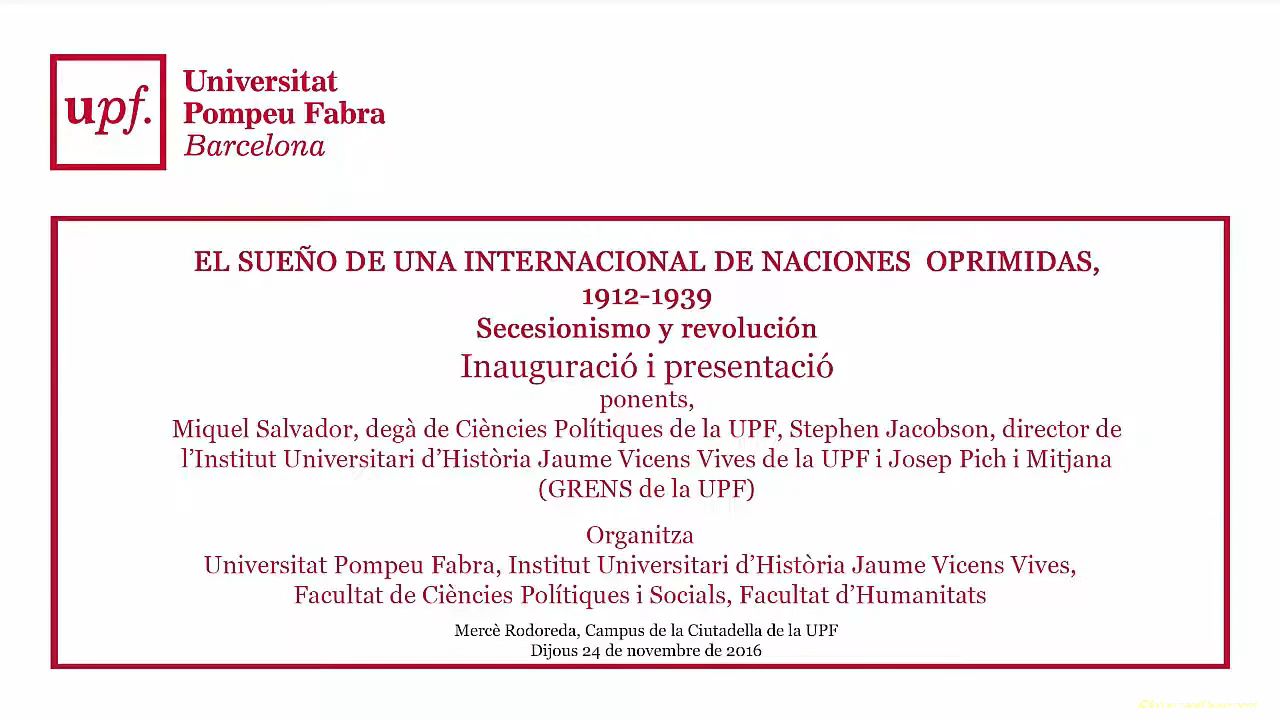 upf.
Universitat
Pompeu Fabra
Barcelona
EL SUEÑO DE UNA INTERNACIONAL DE NACIONES OPRIMIDAS,
1912-1939
Secesionismo y revolución
Inauguració i presentació
ponents,
Miquel Salvador, degà de Ciències Polítiques de la UPF, Stephen Jacobson, director de
l’Institut Universitari d’Història Jaume Vicens Vives de la UPF i Josep Pich i Mitjana
(GRENS de la UPF)
Organitza
Universitat Pompeu Fabra, Institut Universitari d’Història Jaume Vicens Vives,
Facultat de Ciències Polítiques i Socials, Facultat d’Humanitats
Mercè Rodoreda, Campus de la Ciutadella de la UPF
Dijous 24 de novembre de 2016